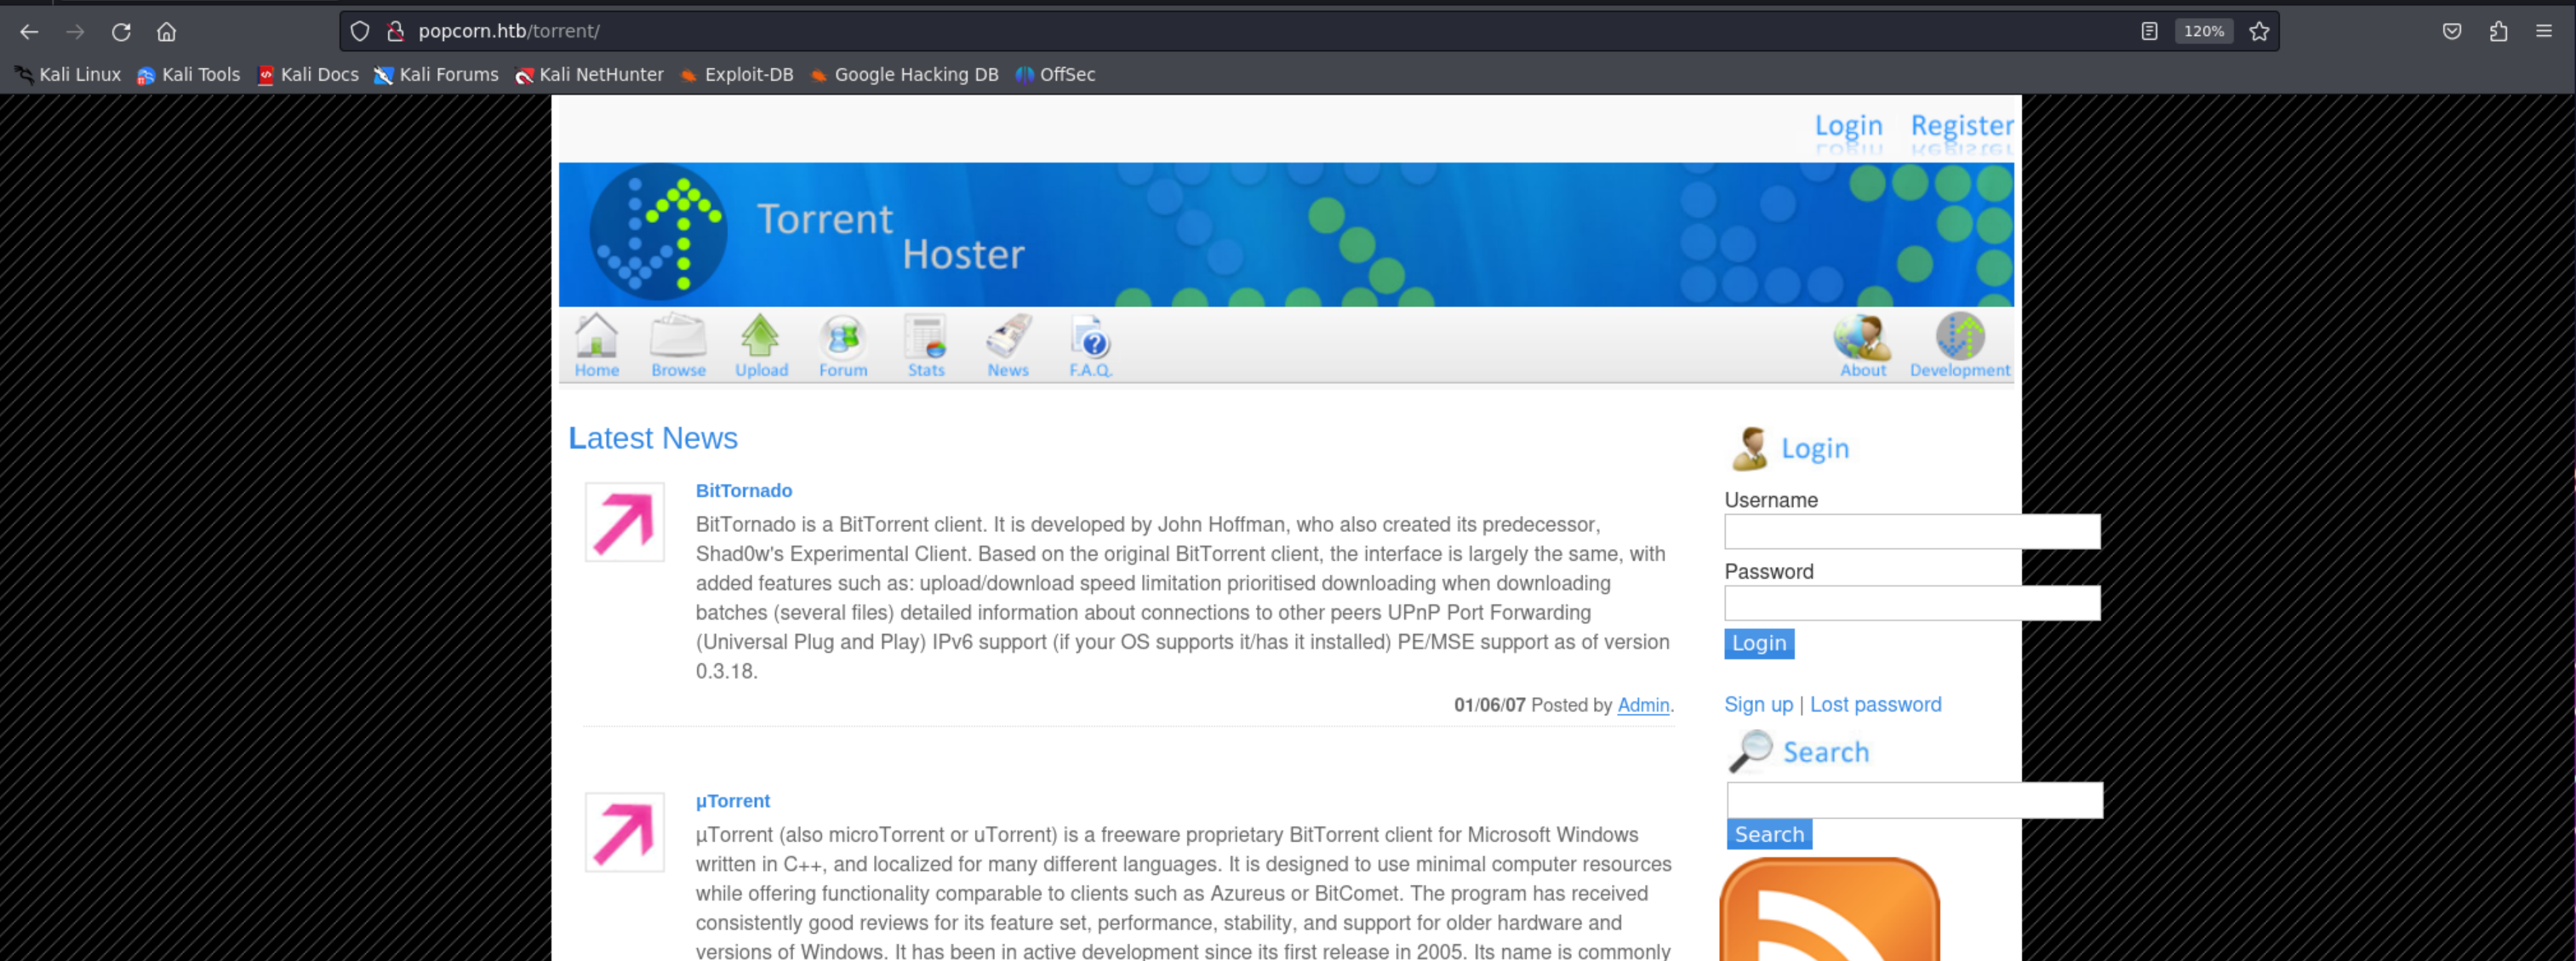 popcorn.htb/torrent/
120%
Kali Linux Kali Tools Kali Docs Kali Forums Kali NetHunter Exploit-DB Google Hacking DB OffSec
Login Register
Torrent
Hoster
Home Browse Upload Forum Stats News F.A.Q. About Development
Latest News
BitTornado
BitTornado is a BitTorrent client. It is developed by John Hoffman, who also created its predecessor,
Shad0w's Experimental Client. Based on the original BitTorrent client, the interface is largely the same, with
added features such as: upload/download speed limitation prioritised downloading when downloading
batches (several files) detailed information about connections to other peers UPnP Port Forwarding
(Universal Plug and Play) IPv6 support (if your OS supports it/has it installed) PE/MSE support as of version
0.3.18.
01/06/07 Posted by Admin.
µTorrent
µTorrent (also microTorrent or uTorrent) is a freeware proprietary BitTorrent client for Microsoft Windows
written in C++, and localized for many different languages. It is designed to use minimal computer resources
while offering functionality comparable to clients such as Azureus or BitComet. The program has received
consistently good reviews for its feature set, performance, stability, and support for older hardware and
versions of Windows. It has been in active development since its first release in 2005. Its name is commonly
Login
Username
Password
Login
Sign up | Lost password
Search
Search